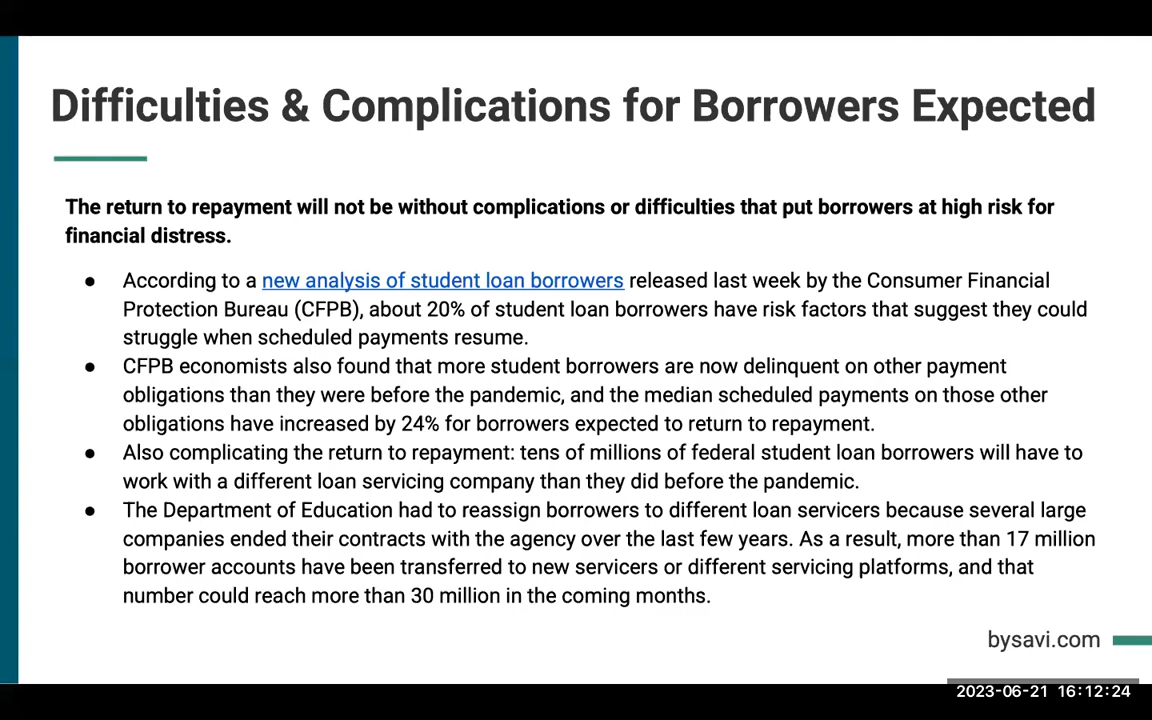 Difficulties & Complications for Borrowers Expected
The return to repayment will not be without complications or difficulties that put borrowers at high risk for
financial distress.
● According to a new analysis of student loan borrowers released last week by the Consumer Financial
Protection Bureau (CFPB), about 20% of student loan borrowers have risk factors that suggest they could
struggle when scheduled payments resume.
● CFPB economists also found that more student borrowers are now delinquent on other payment
obligations than they were before the pandemic, and the median scheduled payments on those other
obligations have increased by 24% for borrowers expected to return to repayment.
● Also complicating the return to repayment: tens of millions of federal student loan borrowers will have to
work with a different loan servicing company than they did before the pandemic.
● The Department of Education had to reassign borrowers to different loan servicers because several large
companies ended their contracts with the agency over the last few years. As a result, more than 17 million
borrower accounts have been transferred to new servicers or different servicing platforms, and that
number could reach more than 30 million in the coming months.
bysavi.com
2023-06-21 16:12:24